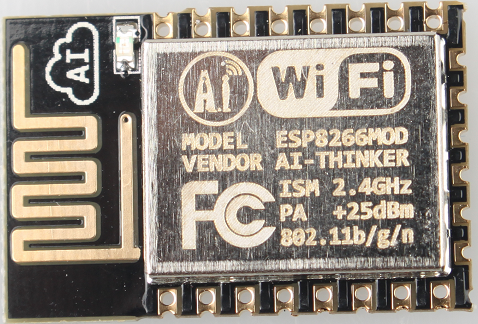 AI
Ai WiFi
MODEL ESP8266MOD
VENDOR AI-THINKER
FC ISM 2.4GHz
PA +25dBm
802.11b/g/n